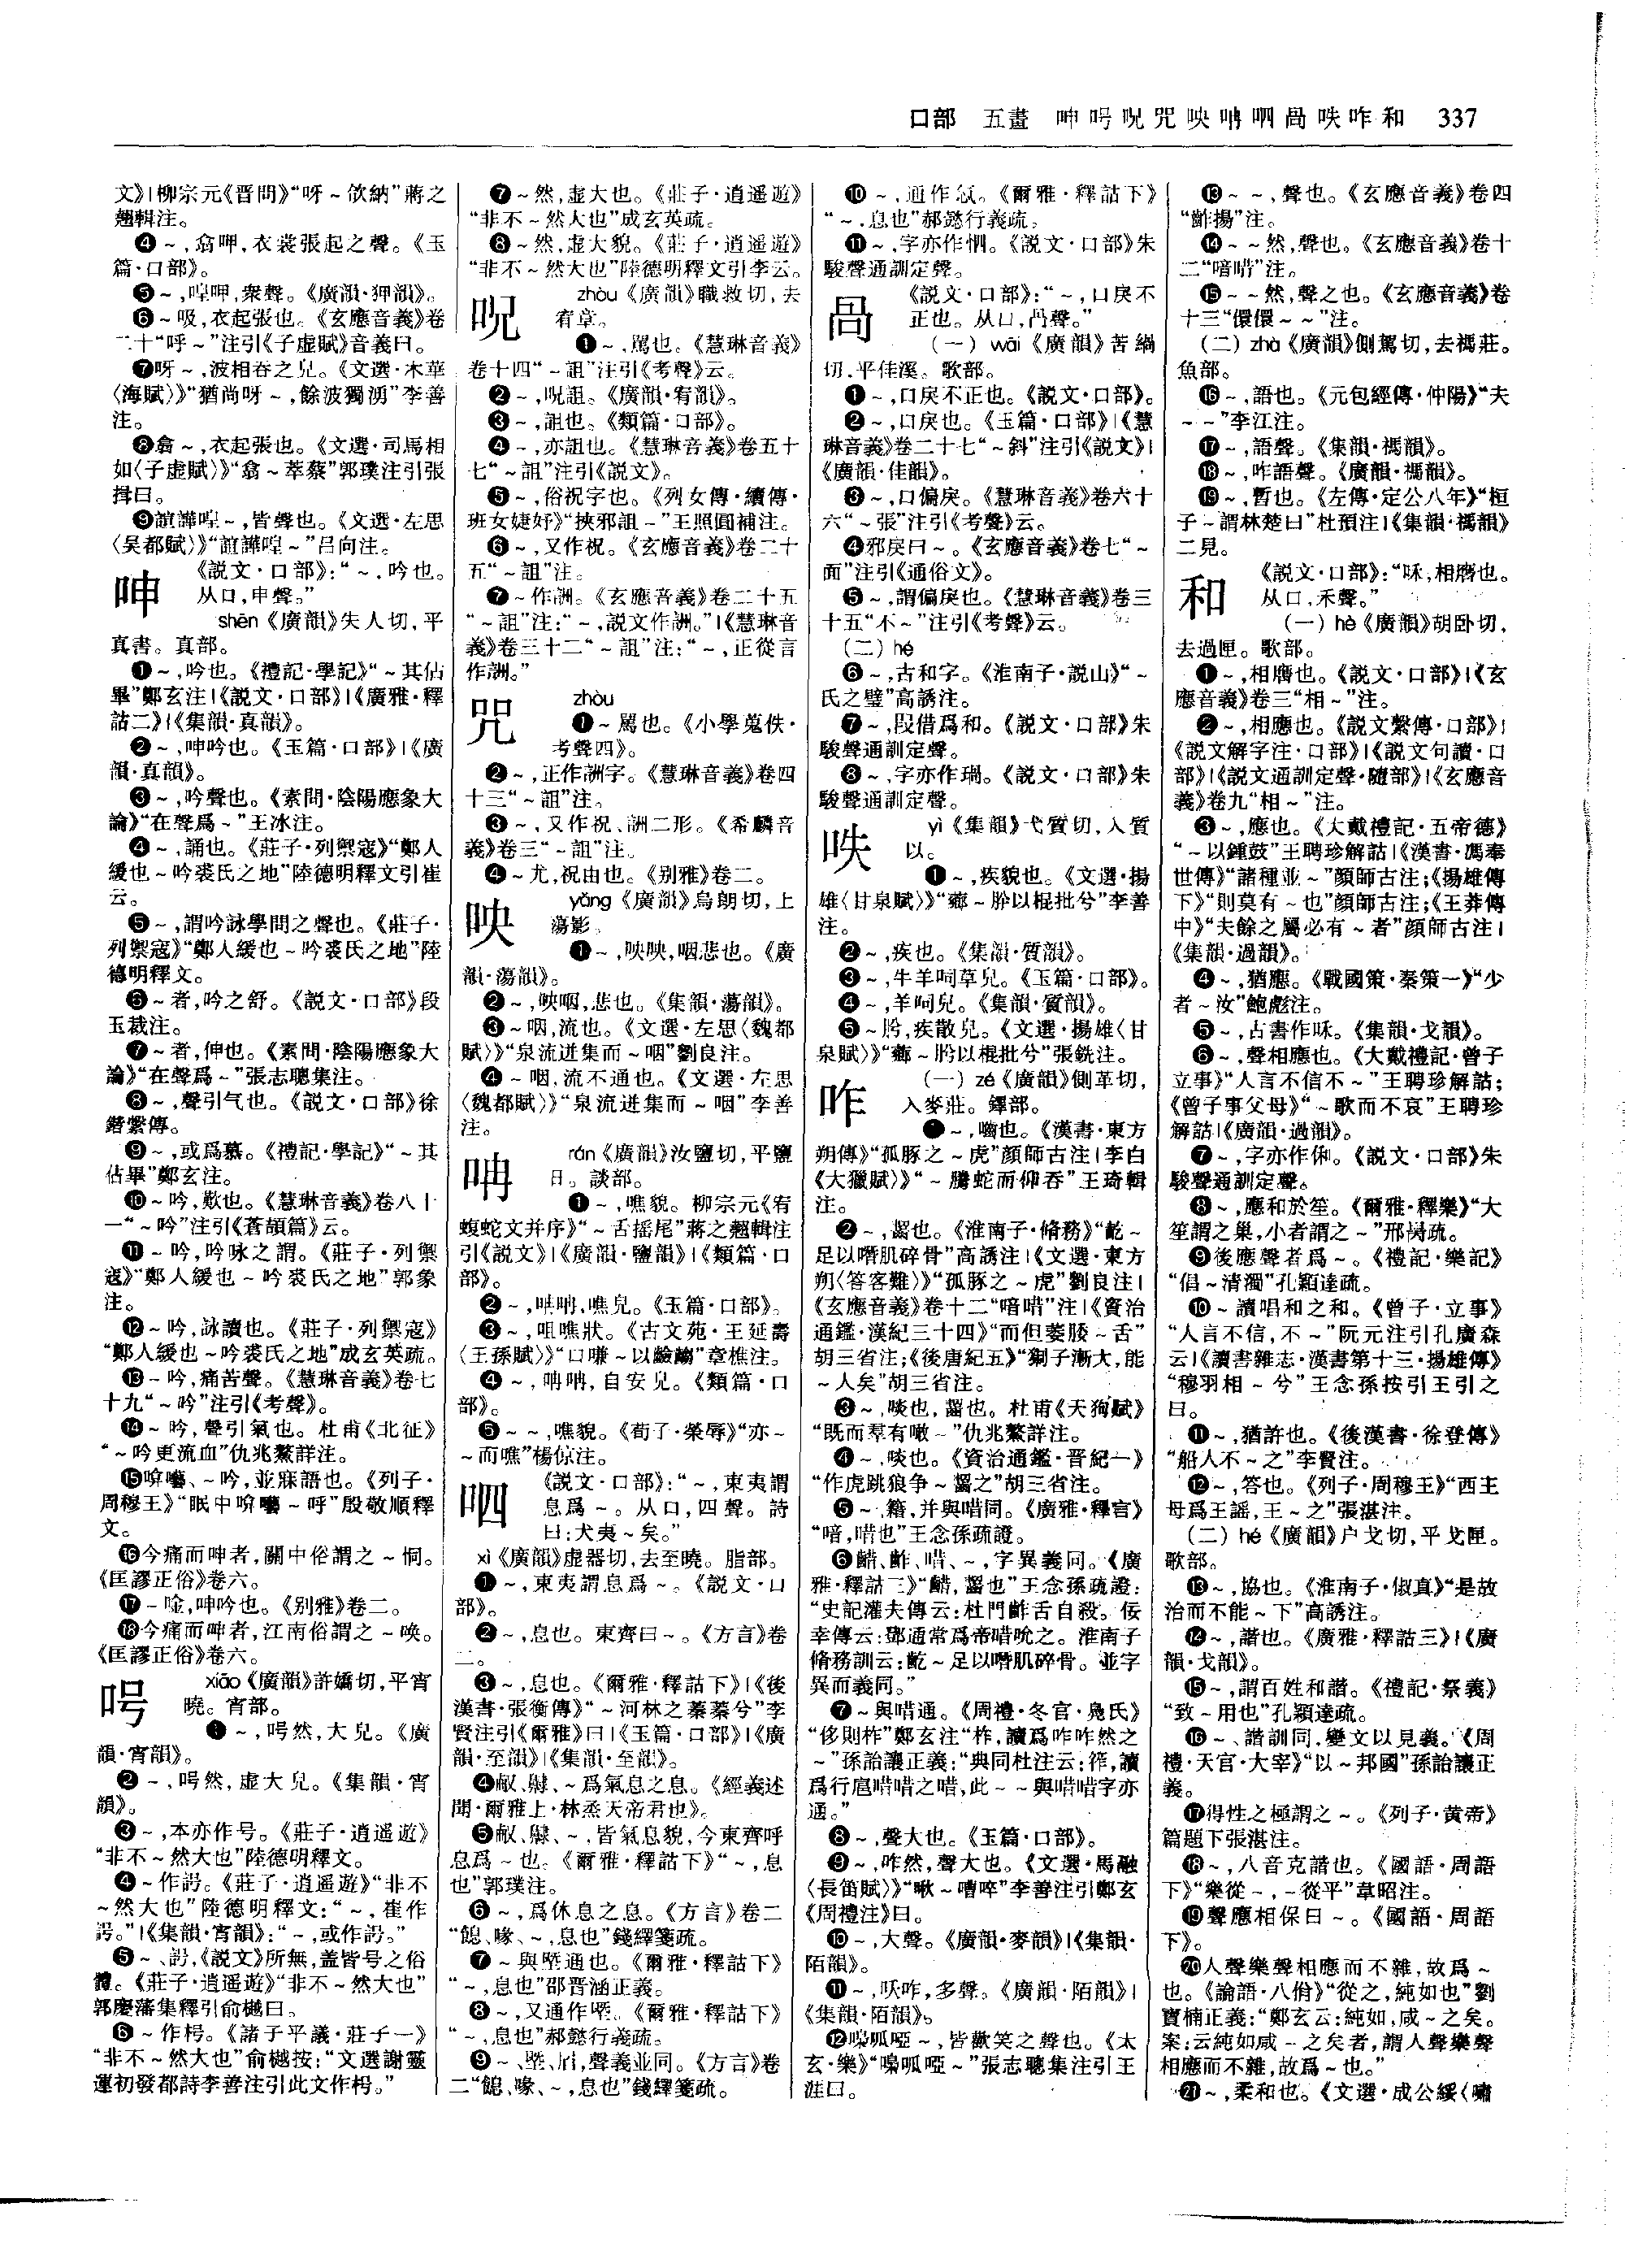 口部 五畫 呻呺呪咒咉呥呬咼呹咋和 337
文》|柳宗元《晋問》“呀～欱納”蔣之
翹輯注。
❹～,翕呷,衣裳張起之聲。《玉
篇·口部》。
❺～,喤呷,衆聲。《廣韻·狎韻》。
❻～吸,衣起張也。《玄應音義》卷
二十“呼～”注引《子虚賦》音義曰。
❼呀～,波相吞之皃。《文選·木華
〈海賦〉》“猶尚呀～,餘波獨湧”李善
注。
❽翕～,衣起張也。《文選·司馬相
如〈子虚賦〉》“翕～萃蔡”郭璞注引張
揖曰。
❾諠譁喤～,皆聲也。《文選·左思
〈吴都賦〉》“諠譁喤～”吕向注。
呻
《説文·口部》:“～,吟也。
从口,申聲。”
shēn《廣韻》失人切,平
真書。真部。
❶～,吟也。《禮記·學記》“～其佔
畢”鄭玄注|《説文·口部》|《廣雅·釋
詁二》|《集韻·真韻》。
❷～,呻吟也。《玉篇·口部》|《廣
韻·真韻》。
❸～,吟聲也。《素問·陰陽應象大
論》“在聲爲～”王冰注。
❹～,誦也。《莊子·列禦寇》“鄭人
緩也～吟裘氏之地”陸德明釋文引崔
云。
❺～,謂吟詠學問之聲也。《莊子·
列禦寇》“鄭人緩也～吟裘氏之地”陸
德明釋文。
❻～者,吟之舒。《説文·口部》段
玉裁注。
❼～者,伸也。《素問·陰陽應象大
論》“在聲爲～”張志聰集注。
❽～,聲引气也。《説文·口部》徐
鍇繫傳。
❾～,或爲慕。《禮記·學記》“～其
佔畢”鄭玄注。
❿～吟,歎也。《慧琳音義》卷八十
一“～吟”注引《蒼頡篇》云。
⓫～吟,吟咏之謂。《莊子·列禦
寇》“鄭人緩也～吟裘氏之地”郭象
注。
⓬～吟,詠讀也。《莊子·列禦寇》
“鄭人緩也～吟裘氏之地”成玄英疏。
⓭～吟,痛苦聲。《慧琳音義》卷七
十九“～吟”注引《考聲》。
⓮～吟,聲引氣也。杜甫《北征》
“～吟更流血”仇兆鰲詳注。
⓯啽囈、～吟,並寐語也。《列子·
周穆王》“眠中啽囈～呼”殷敬順釋
文。
⓰今痛而呻者,關中俗謂之～恫。
《匡謬正俗》卷六。
⓱～唫,呻吟也。《别雅》卷二。
⓲今痛而呻者,江南俗謂之～唤。
《匡謬正俗》卷六。
呺
xiāo《廣韻》許嬌切,平宵
曉。宵部。
❶～,呺然,大皃。《廣
韻·宵韻》。
❷～,呺然,虚大皃。《集韻·宵
韻》。
❸～,本亦作号。《莊子·逍遥遊》
“非不～然大也”陸德明釋文。
❹～作謣。《莊子·逍遥遊》“非不
～然大也”陸德明釋文:“～,崔作
謣。”|《集韻·宵韻》:“～,或作謣。”
❺～、謣,《説文》所無,蓋皆号之俗
體。《莊子·逍遥遊》“非不～然大也”
郭慶藩集釋引俞樾曰。
❻～作枵。《諸子平議·莊子一》
“非不～然大也”俞樾按:“文選謝靈
運初發都詩李善注引此文作枵。”
❼～然,虚大也。《莊子·逍遥遊》
“非不～然大也”成玄英疏。
❽～然,虚大貌。《莊子·逍遥遊》
“非不～然大也”陸德明釋文引李云。
呪
zhòu《廣韻》職救切,去
宥章。
❶～,駡也。《慧琳音義》
卷十四“～詛”注引《考聲》云。
❷～,呪詛。《廣韻·宥韻》。
❸～,詛也。《類篇·口部》。
❹～,亦詛也。《慧琳音義》卷五十
七“～詛”注引《説文》。
❺～,俗祝字也。《列女傳·續傳·
班女婕妤》“挾邪詛～”王照圓補注。
❻～,又作祝。《玄應音義》卷二十
五“～詛”注。
❼～作詶。《玄應音義》卷二十五
“～詛”注:“～,説文作詶。”|《慧琳音
義》卷三十二“～詛”注:“～,正從言
作詶。”
咒
zhòu
❶～駡也。《小學蒐佚·
考聲四》。
❷～,正作詶字。《慧琳音義》卷四
十三“～詛”注。
❸～,又作祝、詶二形。《希麟音
義》卷三“～詛”注。
❹～尤,祝由也。《别雅》卷二。
咉
yǎng《廣韻》烏朗切,上
蕩影。
❶～,咉咉,咽悲也。《廣
韻·蕩韻》。
❷～,咉咽,悲也。《集韻·蕩韻》。
❸～咽,流也。《文選·左思〈魏都
賦〉》“泉流迸集而～咽”劉良注。
❹～咽,流不通也。《文選·左思
〈魏都賦〉》“泉流迸集而～咽”李善
注。
呥
rán《廣韻》汝鹽切,平鹽
日。談部。
❶～,噍貌。柳宗元《宥
蝮蛇文并序》“～舌摇尾”蔣之翹輯注
引《説文》|《廣韻·鹽韻》|《類篇·口
部》。
❷～,呥呥,噍皃。《玉篇·口部》。
❸～,咀噍狀。《古文苑·王延壽
〈王孫賦〉》“口嗛～以 ”章樵注。
❹～,呥呥,自安皃。《類篇·口
部》。
❺～～,噍貌。《荀子·榮辱》“亦～
～而噍”楊倞注。
呬
《説文·口部》:“～,東夷謂
息爲～。从口,四聲。詩
曰:犬夷～矣。”
xì《廣韻》虚器切,去至曉。脂部。
❶～,東夷謂息爲～。《説文·口
部》。
❷～,息也。東齊曰～。《方言》卷
二。
❸～,息也。《爾雅·釋詁下》|《後
漢書·張衡傳》“～河林之蓁蓁兮”李
賢注引《爾雅》曰|《玉篇·口部》|《廣
韻·至韻》|《集韻·至韻》。
❹ 、～爲氣息之息。《經義述
聞·爾雅上·林烝天帝君也》。
❺ 、～,皆氣息貌,今東齊呼
息爲～也。《爾雅·釋詁下》“～,息
也”郭璞注。
❻～,爲休息之息。《方言》卷二
“䭒、喙、～,息也”錢繹箋疏。
❼～與塈通也。《爾雅·釋詁下》
“～,息也”邵晋涵正義。
❽～,又通作塈。《爾雅·釋詁下》
“～,息也”郝懿行義疏。
❾～、塈、㞒,聲義並同。《方言》卷
二“䭒、喙、～,息也”錢繹箋疏。
❿～,通作忥。《爾雅·釋詁下》
“～,息也”郝懿行義疏。
⓫～,字亦作恓。《説文·口部》朱
駿聲通訓定聲。
咼
《説文·口部》:“～,口戾不
正也。从口,冎聲。”
(一) wāi《廣韻》苦緺
切,平佳溪。歌部。
❶～,口戾不正也。《説文·口部》。
❷～,口戾也。《玉篇·口部》|《慧
琳音義》卷二十七“～斜”注引《説文》|
《廣韻·佳韻》。
❸～,口偏戾。《慧琳音義》卷六十
六“～張”注引《考聲》云。
❹邪戾曰～。《玄應音義》卷七“～
面”注引《通俗文》。
❺～,謂偏戾也。《慧琳音義》卷三
十五“不～”注引《考聲》云。
(二) hé
❻～,古和字。《淮南子·説山》“～
氏之璧”高誘注。
❼～,叚借爲和。《説文·口部》朱
駿聲通訓定聲。
❽～,字亦作瑒。《説文·口部》朱
駿聲通訓定聲。
呹
yì《集韻》弋質切,入質
以。
❶～,疾貌也。《文選·揚
雄〈甘泉賦〉》“薌～肸以棍批兮”李善
注。
❷～,疾也。《集韻·質韻》。
❸～,牛羊呞草皃。《玉篇·口部》。
❹～,羊呞皃。《集韻·質韻》。
❺～肸,疾散皃。《文選·揚雄〈甘
泉賦〉》“薌～肸以棍批兮”張銑注。
咋
(一) zé《廣韻》側革切,
入麥莊。鐸部。
❶～,嚙也。《漢書·東方
朔傳》“孤豚之～虎”顔師古注|李白
《大獵賦》“～騰蛇而仰吞”王琦輯
注。
❷～,齧也。《淮南子·脩務》“齕～
足以噆肌碎骨”高誘注|《文選·東方
朔〈答客難〉》“孤豚之～虎”劉良注|
《玄應音義》卷十二“喑唶”注|《資治
通鑑·漢紀三十四》“而但萎腇～舌”
胡三省注;《後唐紀五》“猘子漸大,能
～人矣”胡三省注。
❸～,啖也,齧也。杜甫《天狗賦》
“既而羣有噉～”仇兆鰲詳注。
❹～,啖也。《資治通鑑·晋紀一》
“作虎跳狼争～齧之”胡三省注。
❺～、籍,并與唶同。《廣雅·釋言》
“喑,唶也”王念孫疏證。
❻齰、齚、唶、～,字異義同。《廣
雅·釋詁三》“齰,齧也”王念孫疏證:
“史記灌夫傳云:杜門齚舌自殺。佞
幸傳云:鄧通常爲帝唶吮之。淮南子
脩務訓云:齕～足以噆肌碎骨。並字
異而義同。”
❼～與唶通。《周禮·冬官·鳧氏》
“侈則柞”鄭玄注“柞,讀爲咋咋然之
～”孫詒讓正義:“典同杜注云:筰,讀
爲行扈唶唶之唶,此～～與唶唶字亦
通。”
❽～,聲大也。《玉篇·口部》。
❾～,咋然,聲大也。《文選·馬融
〈長笛賦〉》“啾～嘈啐”李善注引鄭玄
《周禮注》曰。
❿～,大聲。《廣韻·麥韻》|《集韻·
陌韻》。
⓫～,㕭咋,多聲。《廣韻·陌韻》|
《集韻·陌韻》。
⓬嘄呱啞～,皆歡笑之聲也。《太
玄·樂》“嘄呱啞～”張志聰集注引王
涯曰。
⓭～～,聲也。《玄應音義》卷四
“齚揚”注。
⓮～～然,聲也。《玄應音義》卷十
二“喑唶”注。
⓯～～然,聲之也。《玄應音義》卷
十三“儇儇～～”注。
(二) zhà《廣韻》側駕切,去禡莊。
魚部。
⓰～,語也。《元包經傳·仲陽》“夫
～～”李江注。
⓱～,語聲。《集韻·禡韻》。
⓲～,咋語聲。《廣韻·禡韻》。
⓳～,暫也。《左傳·定公八年》“桓
子～謂林楚曰”杜預注|《集韻·禡韻》
二見。
和
《説文·口部》:“咊,相譍也。
从口,禾聲。”
(一) hè《廣韻》胡卧切,
去過匣。歌部。
❶～,相譍也。《説文·口部》|《玄
應音義》卷三“相～”注。
❷～,相應也。《説文繫傳·口部》|
《説文解字注·口部》|《説文句讀·口
部》|《説文通訓定聲·隨部》|《玄應音
義》卷九“相～”注。
❸～,應也。《大戴禮記·五帝德》
“～以鍾鼓”王聘珍解詁|《漢書·馮奉
世傳》“諸種並～”顔師古注;《揚雄傳
下》“則莫有～也”顔師古注;《王莽傳
中》“夫餘之屬必有～者”顔師古注|
《集韻·過韻》。
❹～,猶應。《戰國策·秦策一》“少
者～汝”鮑彪注。
❺～,古書作咊。《集韻·戈韻》。
❻～,聲相應也。《大戴禮記·曾子
立事》“人言不信不～”王聘珍解詁;
《曾子事父母》“～歌而不哀”王聘珍
解詁|《廣韻·過韻》。
❼～,字亦作俰。《説文·口部》朱
駿聲通訓定聲。
❽～,應和於笙。《爾雅·釋樂》“大
笙謂之巢,小者謂之～”邢昺疏。
❾後應聲者爲～。《禮記·樂記》
“倡～清濁”孔穎達疏。
❿～讀唱和之和。《曾子·立事》
“人言不信,不～”阮元注引孔廣森
云|《讀書雜志·漢書第十三·揚雄傳》
“穆羽相～兮”王念孫按引王引之
曰。
⓫～,猶許也。《後漢書·徐登傳》
“船人不～之”李賢注。
⓬～,答也。《列子·周穆王》“西王
母爲王謡,王～之”張湛注。
(二) hé《廣韻》户戈切,平戈匣。
歌部。
⓭～,協也。《淮南子·俶真》“是故
治而不能～下”高誘注。
⓮～,諧也。《廣雅·釋詁三》|《廣
韻·戈韻》。
⓯～,謂百姓和諧。《禮記·祭義》
“致～用也”孔穎達疏。
⓰～、諧訓同,變文以見義。《周
禮·天官·大宰》“以～邦國”孫詒讓正
義。
⓱得性之極謂之～。《列子·黄帝》
篇題下張湛注。
⓲～,八音克諧也。《國語·周語
下》“樂從～,～從平”韋昭注。
⓳聲應相保曰～。《國語·周語
下》。
⓴人聲樂聲相應而不雜,故爲～
也。《論語·八佾》“從之,純如也”劉
寶楠正義:“鄭玄云:純如,咸～之矣。
案:云純如咸～之矣者,謂人聲樂聲
相應而不雜,故爲～也。”
㉑～,柔和也。《文選·成公綏〈嘯